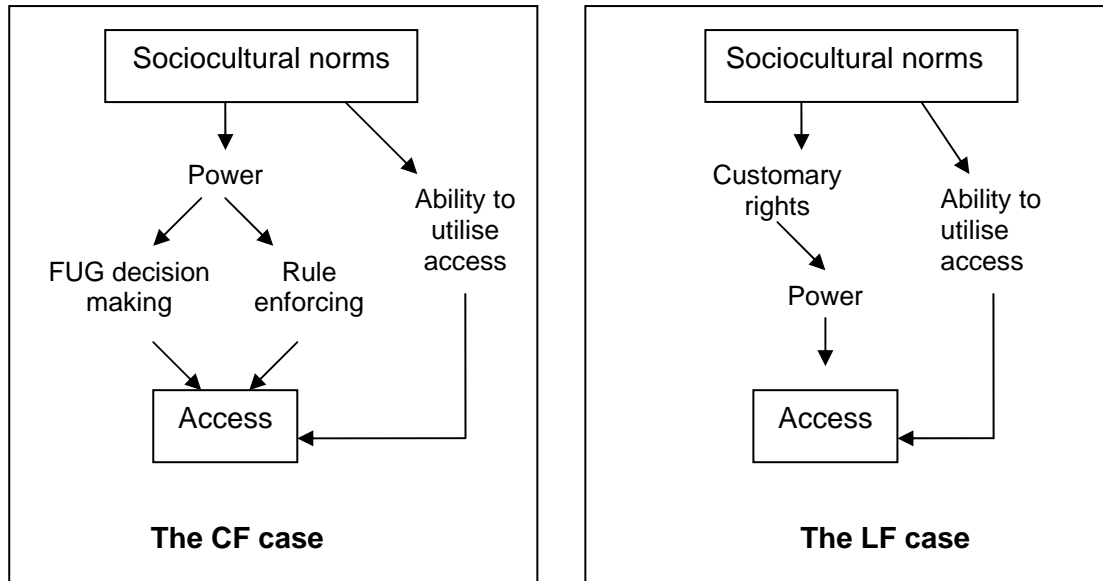 Sociocultural norms
Power
Ability to
utilise
access
FUG decision
making
Rule
enforcing
Access
The CF case
Sociocultural norms
Customary
rights
Ability to
utilise
access
Power
Access
The LF case